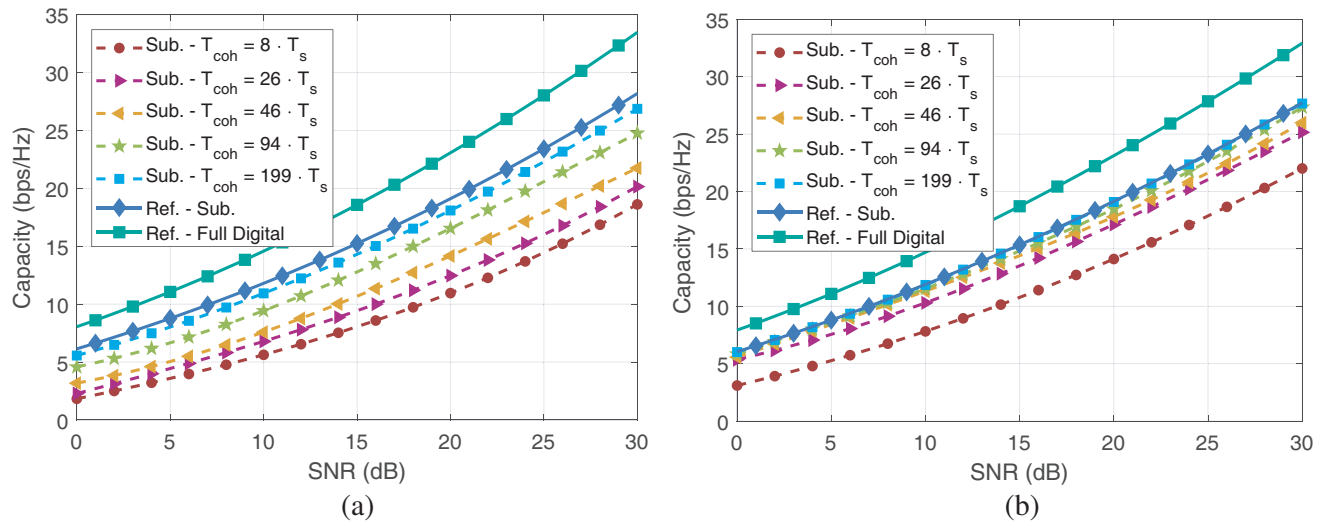 35
30
25
20
15
10
5
0
Capacity (bps/Hz)
Sub. - T_coh = 8 · T_s
Sub. - T_coh = 26 · T_s
Sub. - T_coh = 46 · T_s
Sub. - T_coh = 94 · T_s
Sub. - T_coh = 199 · T_s
Ref. - Sub.
Ref. - Full Digital
0 5 10 15 20 25 30
SNR (dB)
(a)
35
30
25
20
15
10
5
0
Capacity (bps/Hz)
Sub. - T_coh = 8 · T_s
Sub. - T_coh = 26 · T_s
Sub. - T_coh = 46 · T_s
Sub. - T_coh = 94 · T_s
Sub. - T_coh = 199 · T_s
Ref. - Sub.
Ref. - Full Digital
0 5 10 15 20 25 30
SNR (dB)
(b)